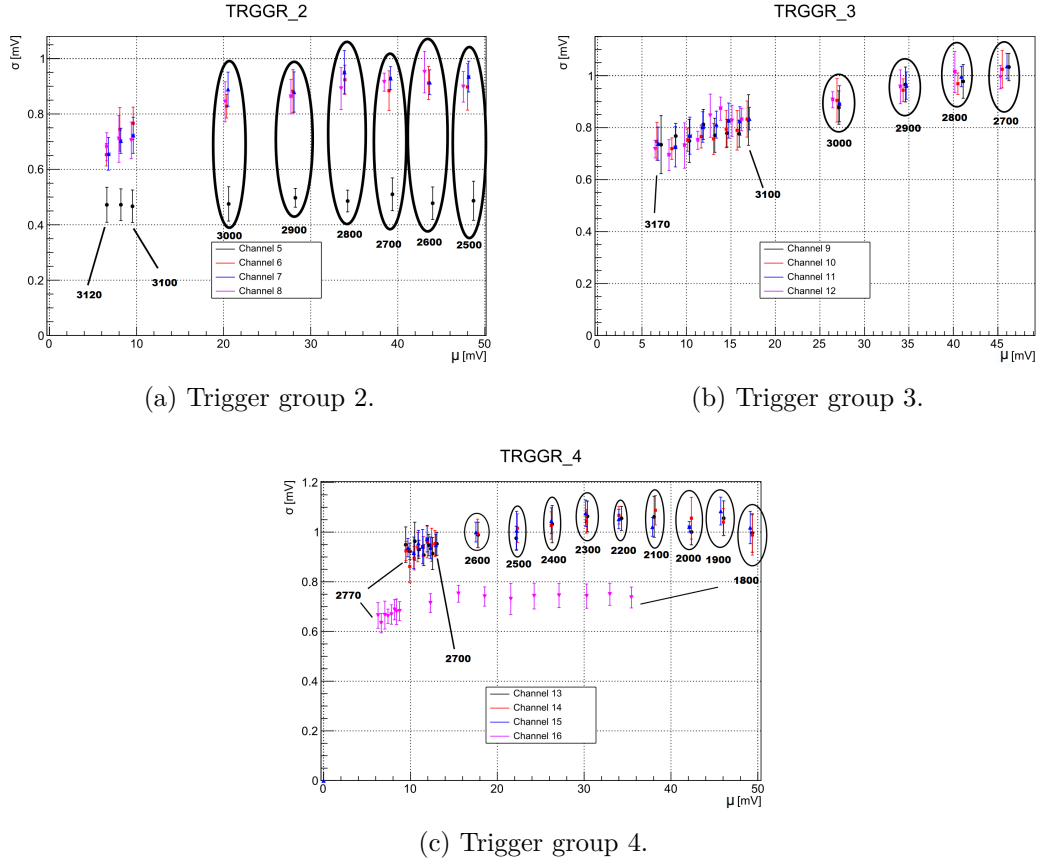 TRGGR_2
σ [mV]
1
0.8
0.6
0.4
0.2
0
3000
2900
2800
2700
2600
2500
3120
3100
Channel 5
Channel 6
Channel 7
Channel 8
0 10 20 30 40 50
μ [mV]
(a) Trigger group 2.
TRGGR_3
σ [mV]
1
0.8
0.6
0.4
0.2
0
3170
3100
3000
2900
2800
2700
Channel 9
Channel 10
Channel 11
Channel 12
0 5 10 15 20 25 30 35 40 45
μ [mV]
(b) Trigger group 3.
TRGGR_4
σ [mV]
1.2
1
0.8
0.6
0.4
0.2
0
2770
2700
2600
2500
2400
2300
2200
2100
2000
1900
1800
Channel 13
Channel 14
Channel 15
Channel 16
0 10 20 30 40 50
μ [mV]
(c) Trigger group 4.